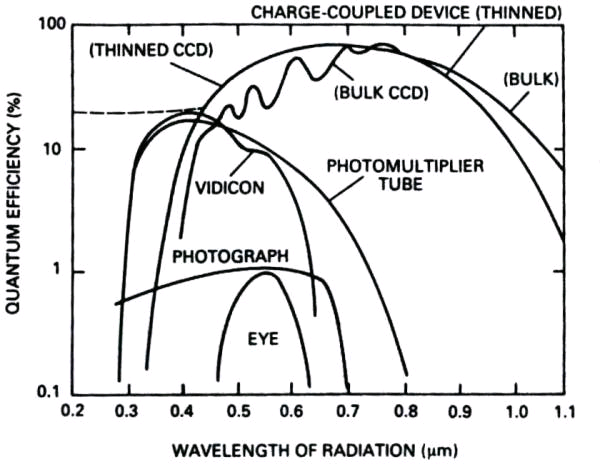 CHARGE-COUPLED DEVICE (THINNED)
100
(THINNED CCD)
(BULK)
(BULK CCD)
10
PHOTOMULTIPLIER
TUBE
VIDICON
PHOTOGRAPH
1
EYE
0.1
QUANTUM EFFICIENCY (%)
0.2 0.3 0.4 0.5 0.6 0.7 0.8 0.9 1.0 1.1
WAVELENGTH OF RADIATION (μm)